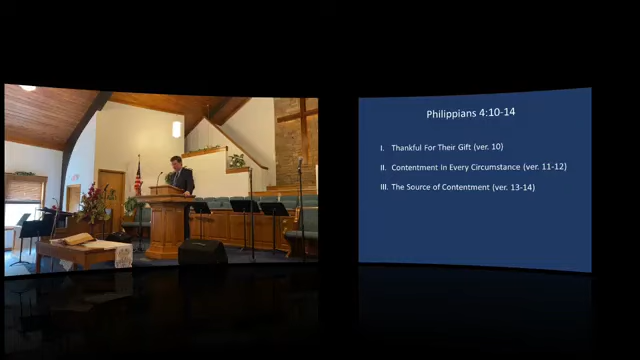 Philippians 4:10-14
I. Thankful For Their Gift (ver. 10)
II. Contentment In Every Circumstance (ver. 11-12)
III. The Source of Contentment (ver. 13-14)